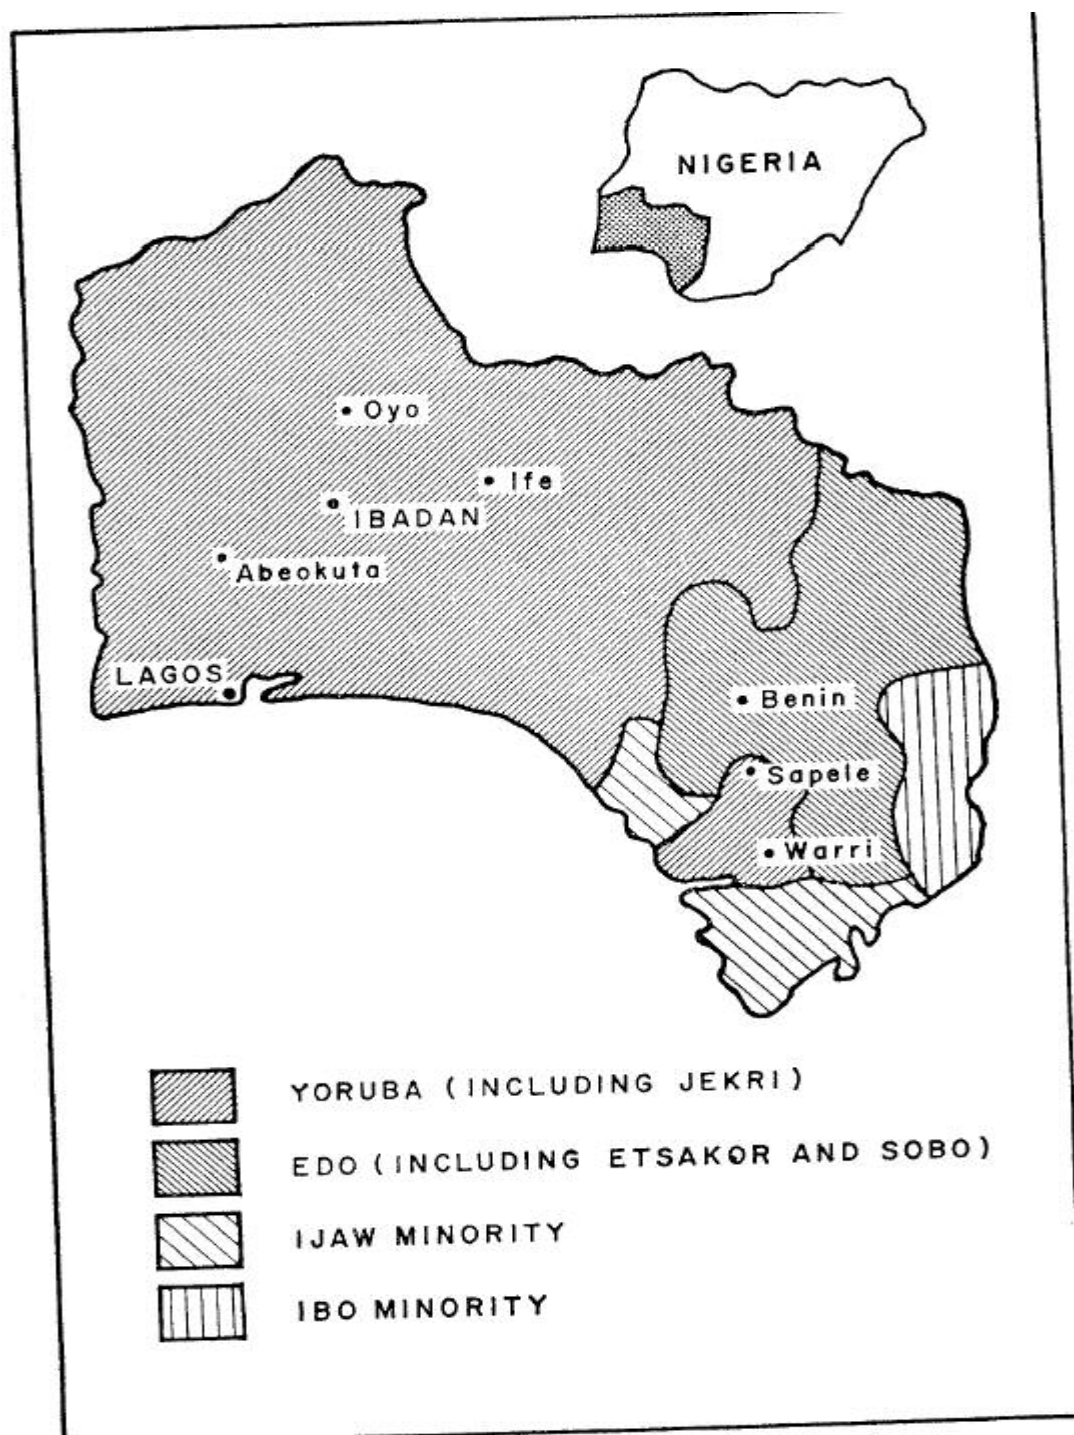 NIGERIA
Oyo
Ife
IBADAN
Abeokuta
LAGOS
Benin
Sapele
Warri
YORUBA (INCLUDING JEKRI)
EDO (INCLUDING ETSAKOR AND SOBO)
IJAW MINORITY
IBO MINORITY